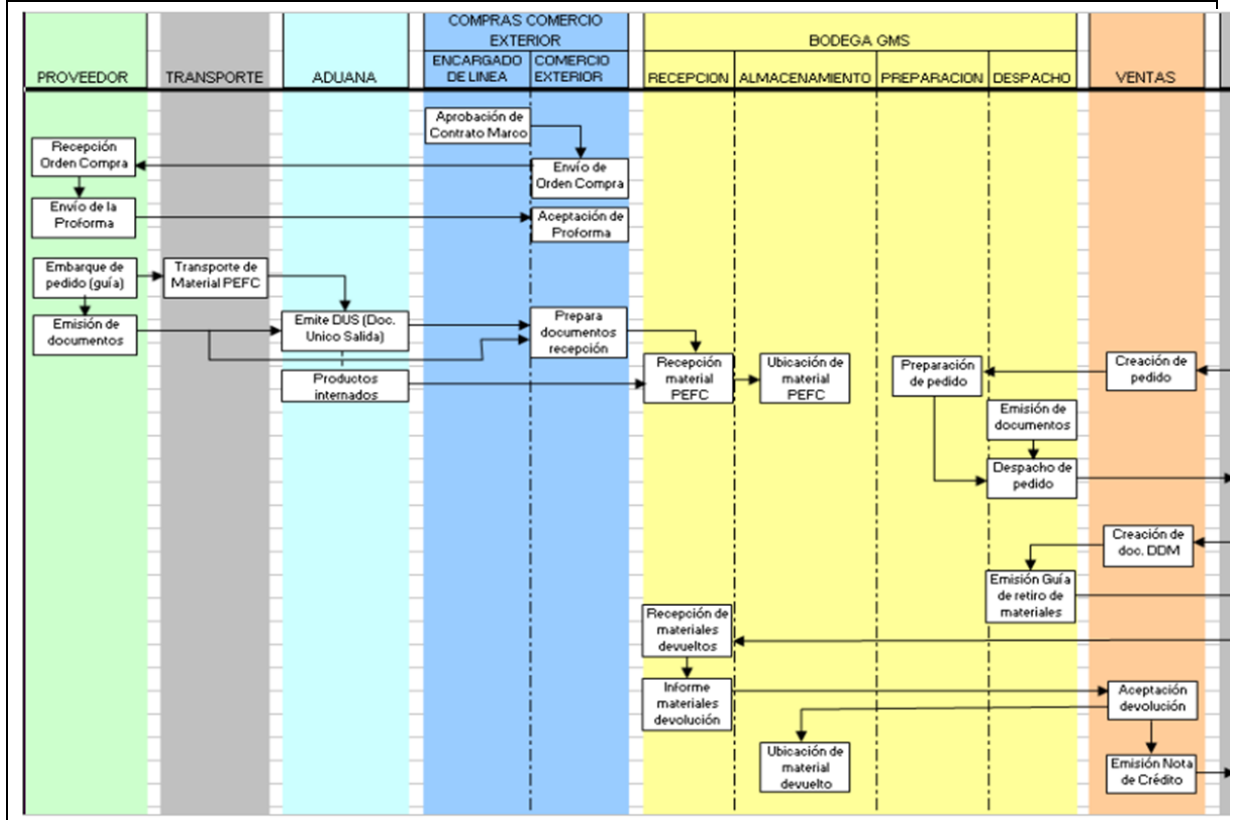 COMPRAS COMERCIO
EXTERIOR
BODEGA GMS
PROVEEDOR
TRANSPORTE
ADUANA
ENCARGADO
DE LINEA
COMERCIO
EXTERIOR
RECEPCION
ALMACENAMIENTO
PREPARACION
DESPACHO
VENTAS
Aprobación de
Contrato Marco
Recepción
Orden Compra
Envío de
Orden Compra
Envío de la
Proforma
Aceptación de
Proforma
Embarque de
pedido (guía)
Transporte de
Material PEFC
Emisión de
documentos
Emite DUS (Doc.
Unico Salida)
Prepara
documentos
recepción
Productos
internados
Recepción
material
PEFC
Ubicación de
material
PEFC
Preparación
de pedido
Creación de
pedido
Emisión de
documentos
Despacho de
pedido
Creación de
doc. DDM
Emisión Guía
de retiro de
materiales
Recepción de
materiales
devueltos
Informe
materiales
devolución
Aceptación
devolución
Ubicación de
material
devuelto
Emisión Nota
de Crédito